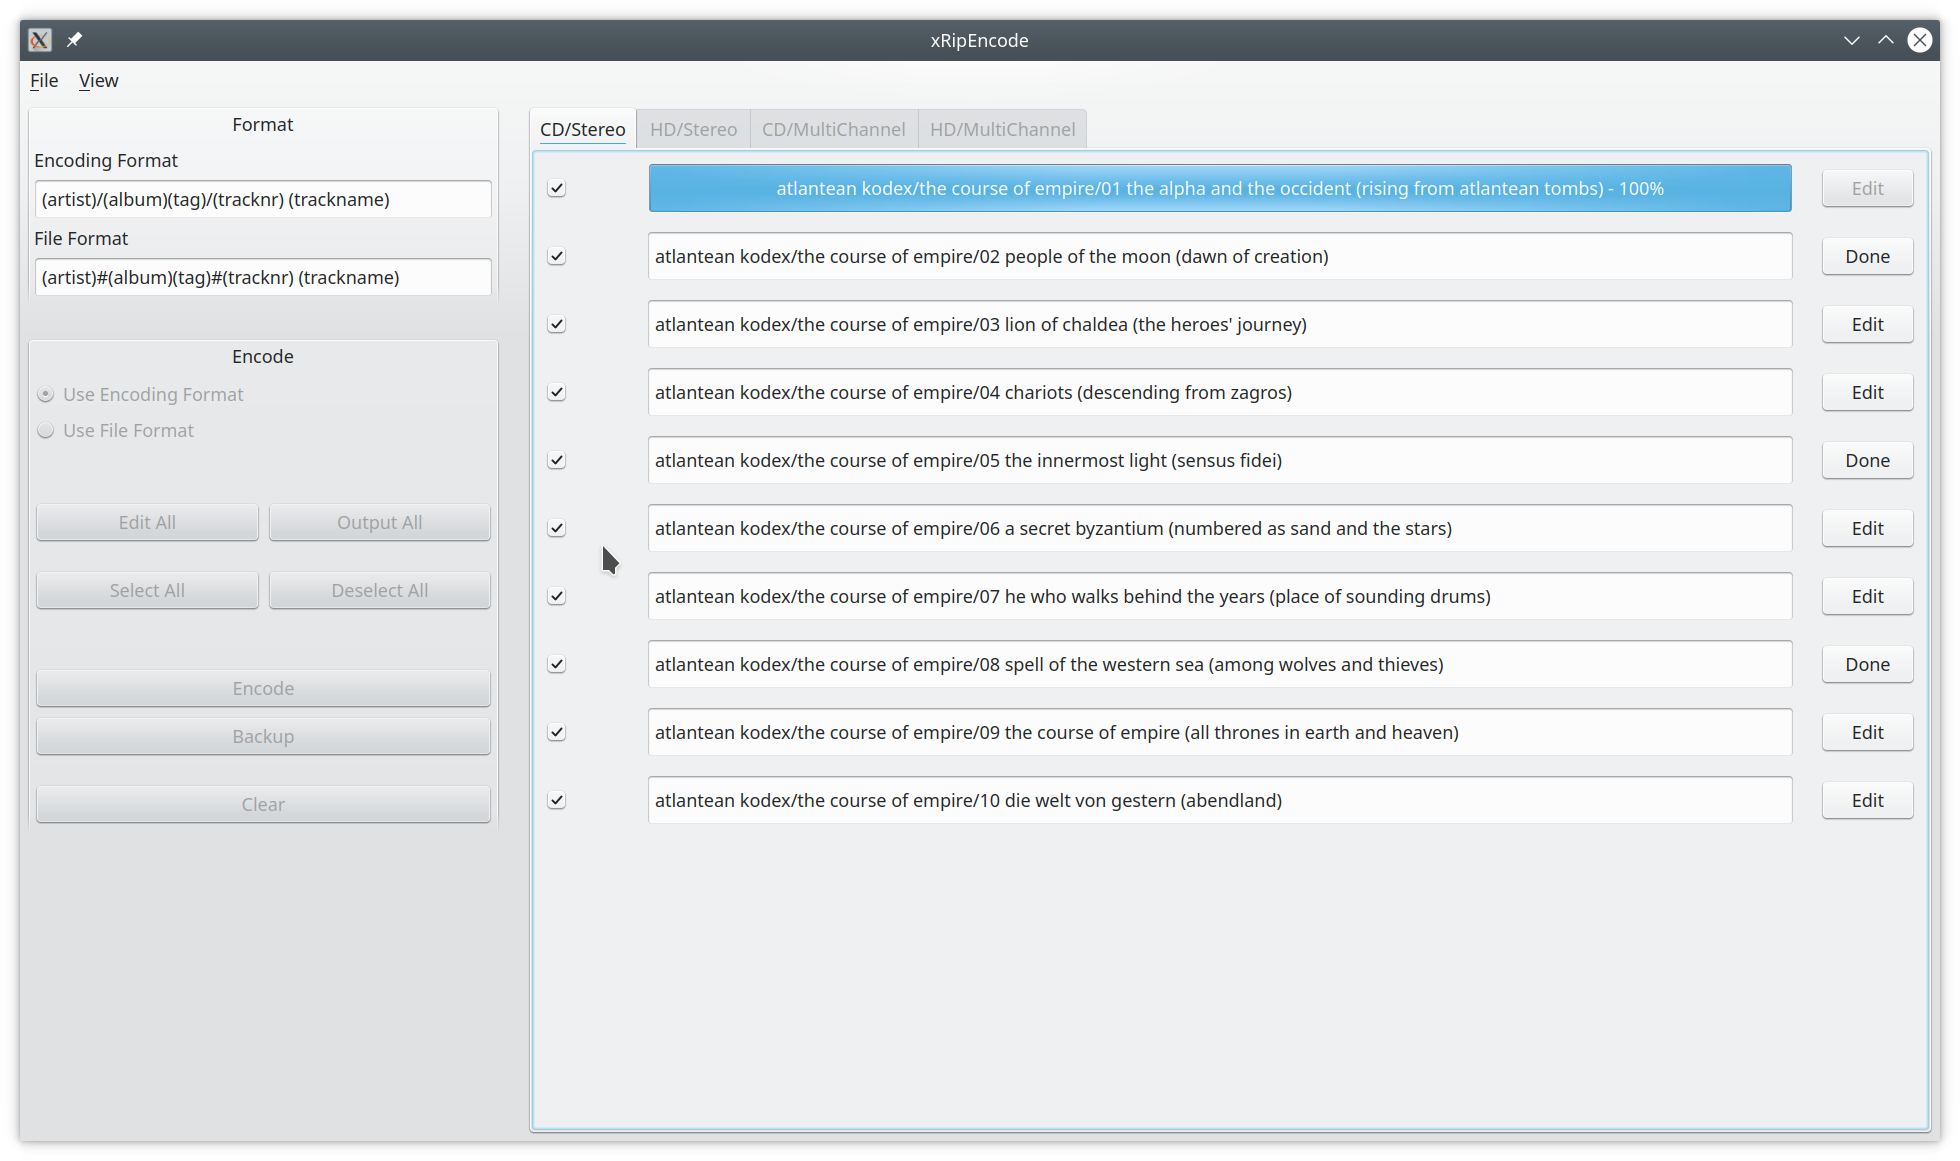 xRipEncode
File View
Format
Encoding Format
(artist)/(album)(tag)/(tracknr) (trackname)
File Format
(artist)#(album)(tag)#(tracknr) (trackname)
Encode
Use Encoding Format
Use File Format
Edit All Output All
Select All Deselect All
Encode
Backup
Clear
CD/Stereo HD/Stereo CD/MultiChannel HD/MultiChannel
atlantean kodex/the course of empire/01 the alpha and the occident (rising from atlantean tombs) - 100% Edit
atlantean kodex/the course of empire/02 people of the moon (dawn of creation) Done
atlantean kodex/the course of empire/03 lion of chaldea (the heroes' journey) Edit
atlantean kodex/the course of empire/04 chariots (descending from zagros) Edit
atlantean kodex/the course of empire/05 the innermost light (sensus fidei) Done
atlantean kodex/the course of empire/06 a secret byzantium (numbered as sand and the stars) Edit
atlantean kodex/the course of empire/07 he who walks behind the years (place of sounding drums) Edit
atlantean kodex/the course of empire/08 spell of the western sea (among wolves and thieves) Done
atlantean kodex/the course of empire/09 the course of empire (all thrones in earth and heaven) Edit
atlantean kodex/the course of empire/10 die welt von gestern (abendland) Edit